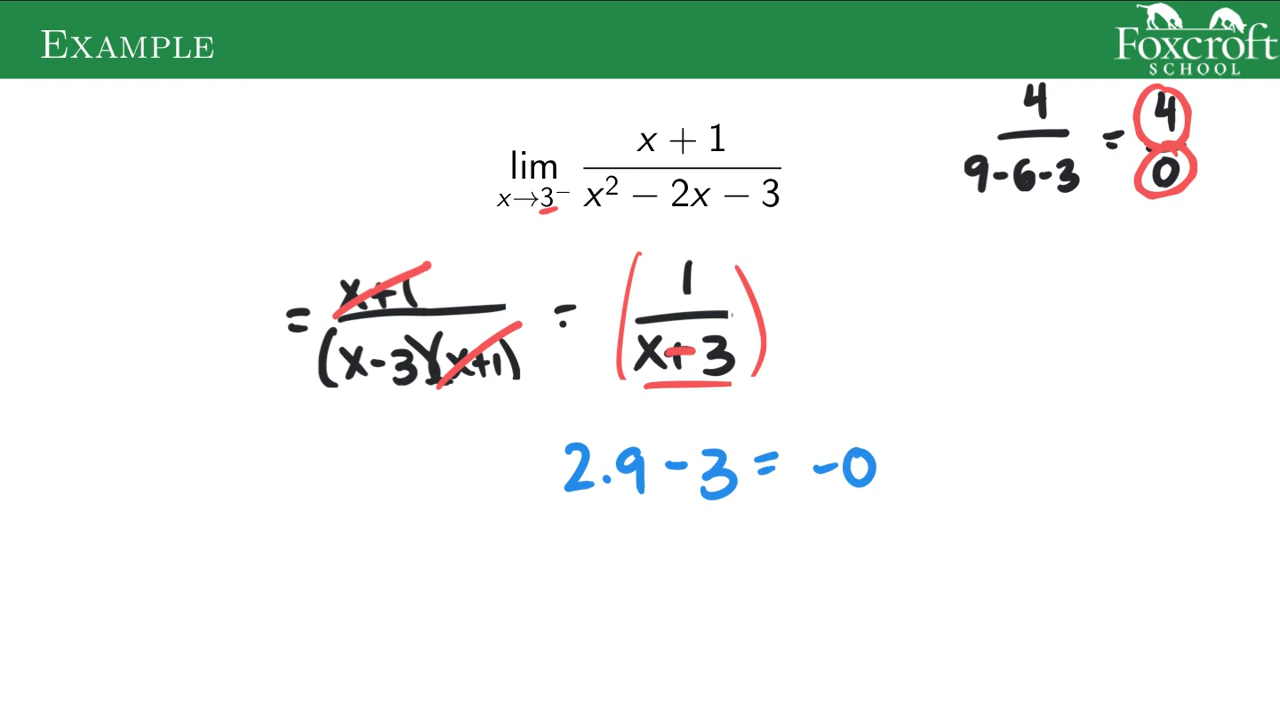 EXAMPLE
Foxcroft
SCHOOL
lim x→3⁻ (x + 1)/(x² − 2x − 3)
4/(9-6-3) = 4/0
= (x+1)/((x-3)(x+1)) = (1/(x-3))
2.9 - 3 = -0